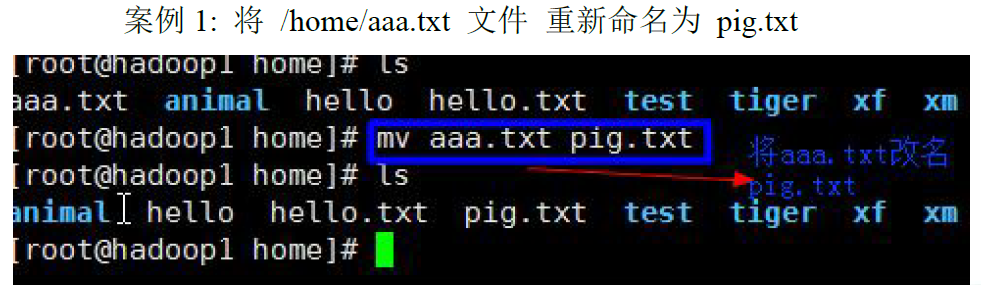 案例1: 将 /home/aaa.txt 文件 重新命名为 pig.txt
[root@hadoop1 home]# ls
aaa.txt animal hello hello.txt test tiger xf xm
[root@hadoop1 home]# mv aaa.txt pig.txt
将aaa.txt改名
pig.txt
[root@hadoop1 home]# ls
animal hello hello.txt pig.txt test tiger xf xm
[root@hadoop1 home]#